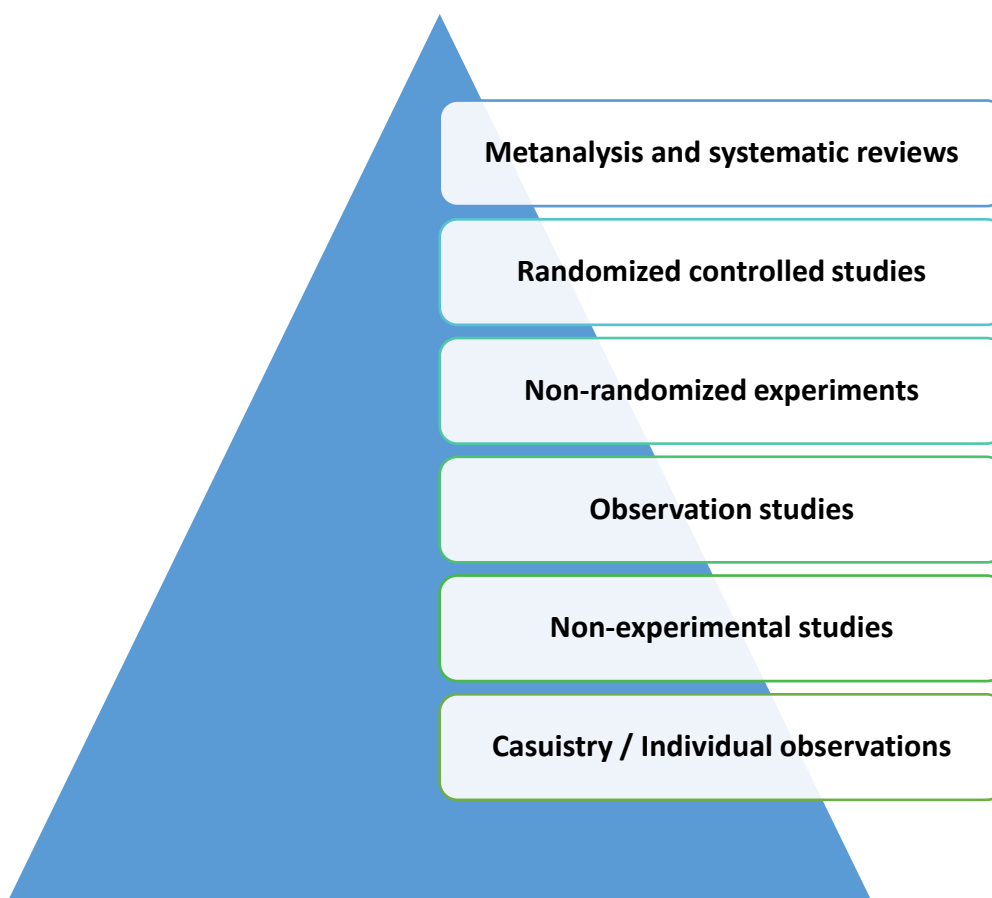 Metanalysis and systematic reviews
Randomized controlled studies
Non-randomized experiments
Observation studies
Non-experimental studies
Casuistry / Individual observations